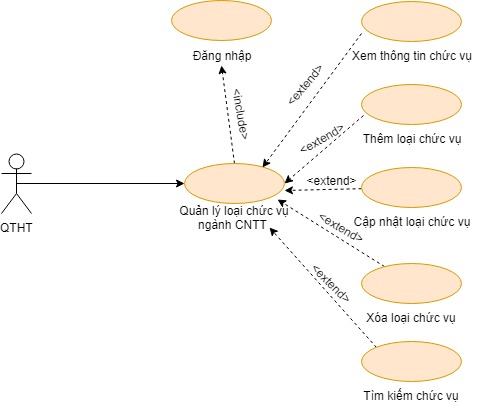 Đăng nhập
Xem thông tin chức vụ
<extend>
<include>
<extend>
Thêm loại chức vụ
<extend>
Cập nhật loại chức vụ
QTHT
Quản lý loại chức vụ
ngành CNTT
<extend>
Xóa loại chức vụ
<extend>
Tìm kiếm chức vụ